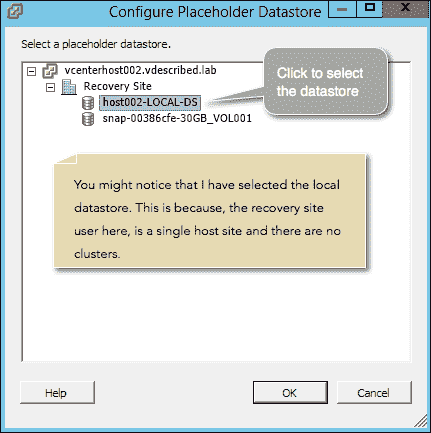 Configure Placeholder Datastore
Select a placeholder datastore.
vcenterhost002.vdescribed.lab
Recovery Site
host002-LOCAL-DS
snap-00386cfe-30GB_VOL001
Click to select
the datastore
You might notice that I have selected the local
datastore. This is because, the recovery site
user here, is a single host site and there are no
clusters.
Help
OK
Cancel